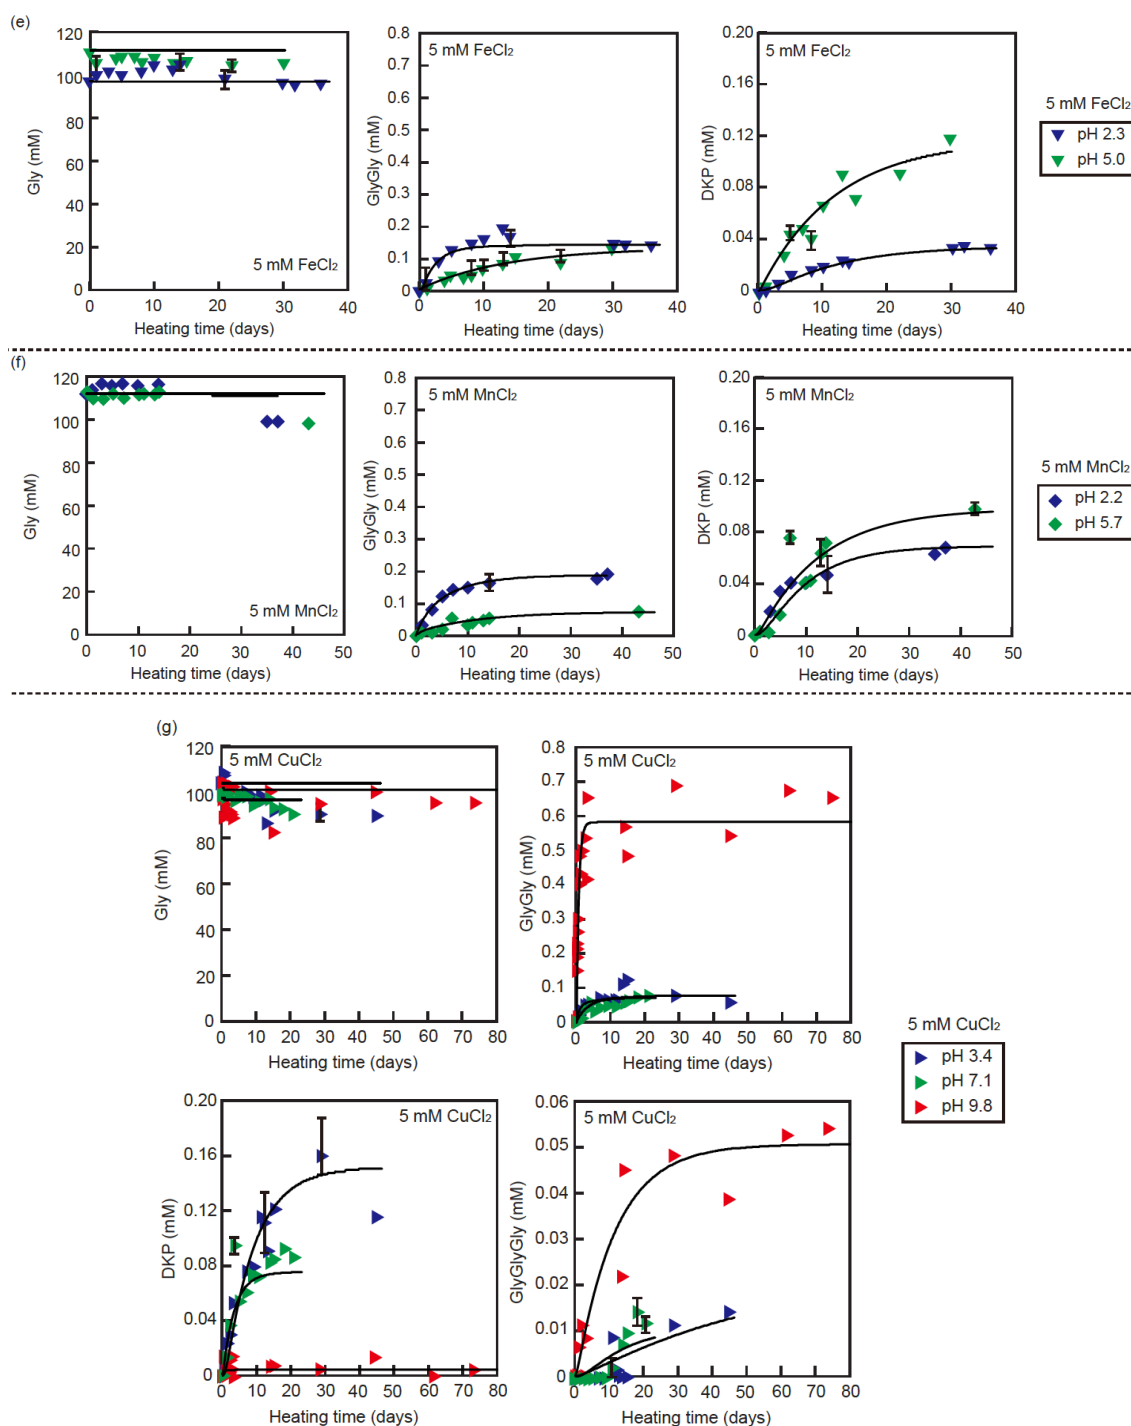 (e)
120
100
80
60
40
20
0
Gly (mM)
5 mM FeCl₂
0 10 20 30 40
Heating time (days)
0.8
0.7
0.6
0.5
0.4
0.3
0.2
0.1
0
GlyGly (mM)
5 mM FeCl₂
0 10 20 30 40
Heating time (days)
0.20
0.16
0.12
0.08
0.04
0
DKP (mM)
5 mM FeCl₂
0 10 20 30 40
Heating time (days)
5 mM FeCl₂
pH 2.3
pH 5.0
(f)
120
100
80
60
40
20
0
Gly (mM)
5 mM MnCl₂
0 10 20 30 40 50
Heating time (days)
0.8
0.7
0.6
0.5
0.4
0.3
0.2
0.1
0
GlyGly (mM)
5 mM MnCl₂
0 10 20 30 40 50
Heating time (days)
0.20
0.16
0.12
0.08
0.04
0
DKP (mM)
5 mM MnCl₂
0 10 20 30 40 50
Heating time (days)
5 mM MnCl₂
pH 2.2
pH 5.7
(g)
120
100
80
60
40
20
0
Gly (mM)
5 mM CuCl₂
0 10 20 30 40 50 60 70 80
Heating time (days)
0.8
0.7
0.6
0.5
0.4
0.3
0.2
0.1
0
GlyGly (mM)
5 mM CuCl₂
0 10 20 30 40 50 60 70 80
Heating time (days)
5 mM CuCl₂
pH 3.4
pH 7.1
pH 9.8
0.20
0.16
0.12
0.08
0.04
0
DKP (mM)
5 mM CuCl₂
0 10 20 30 40 50 60 70 80
Heating time (days)
0.06
0.05
0.04
0.03
0.02
0.01
0
GlyGlyGly (mM)
5 mM CuCl₂
0 10 20 30 40 50 60 70 80
Heating time (days)